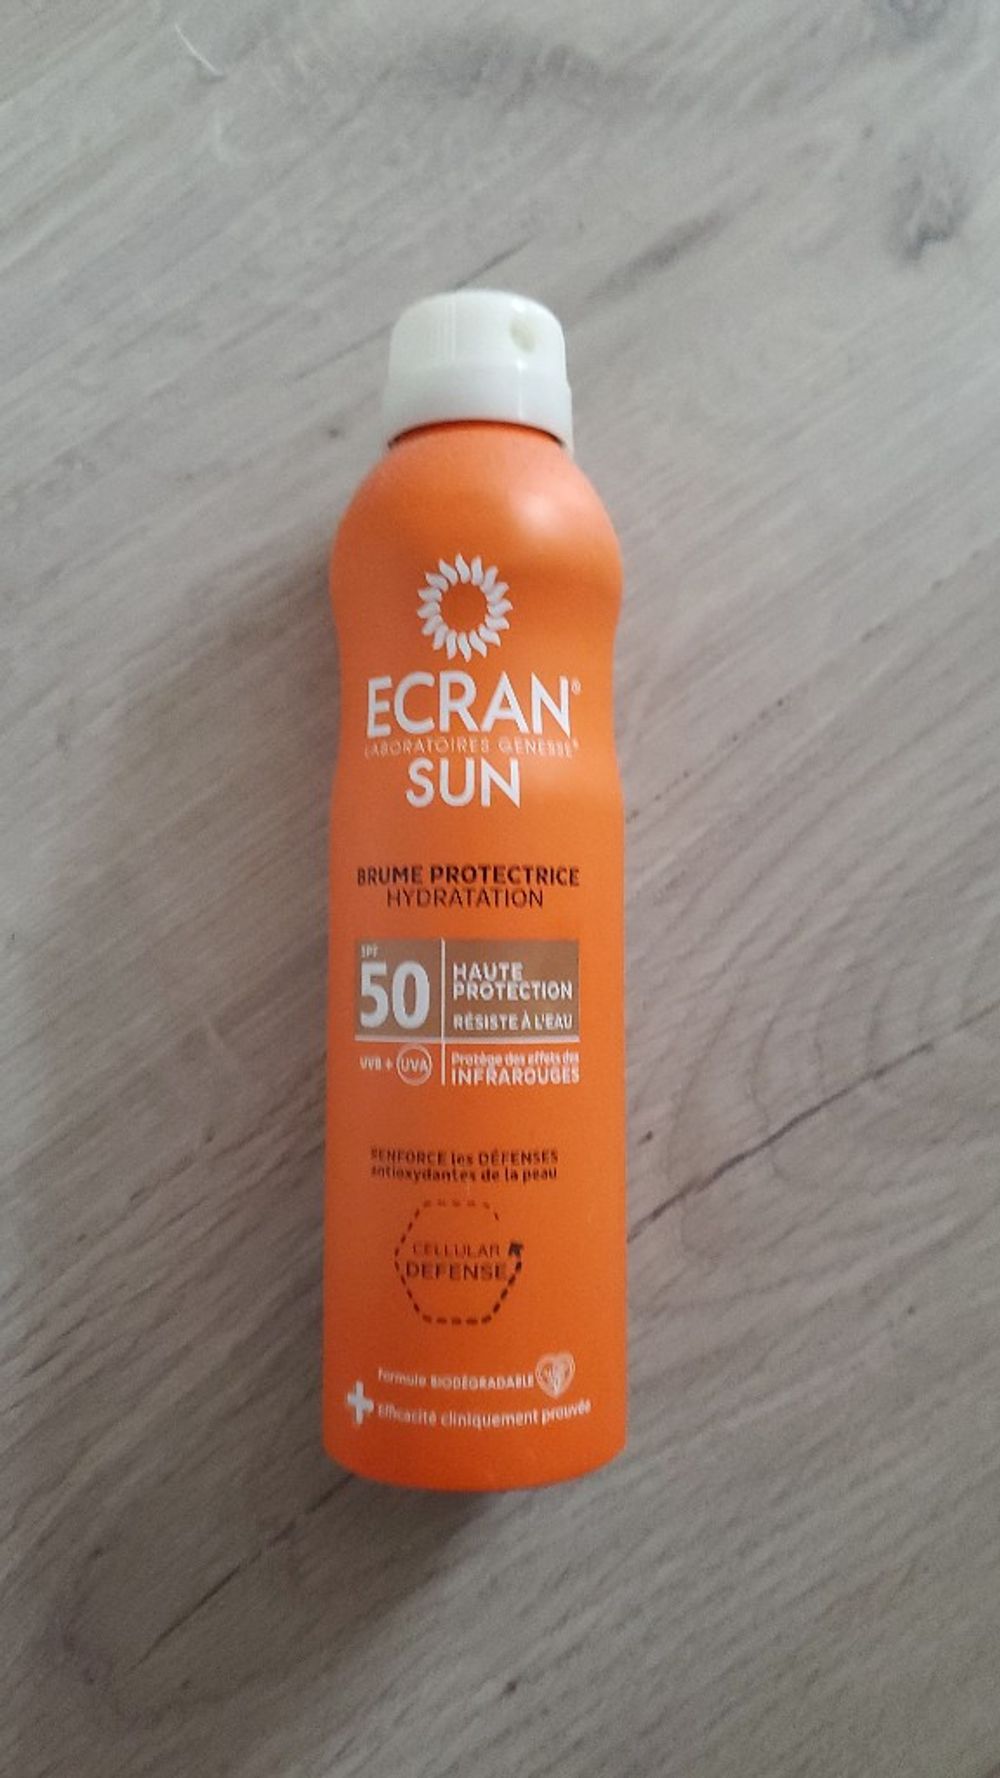 ECRAN®
LABORATOIRES GENESSE®
SUN
BRUME PROTECTRICE
HYDRATATION
SPF
50
HAUTE
PROTECTION
RÉSISTE À L'EAU
UVB + UVA
Protège des effets des
INFRAROUGES
RENFORCE les DÉFENSES
antioxydantes de la peau
CELLULAR
DEFENSE
Formule BIODÉGRADABLE
+ Efficacité cliniquement prouvée